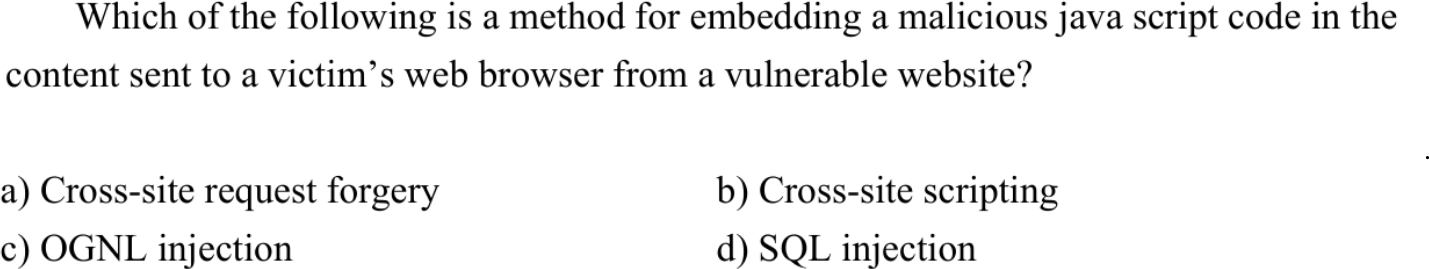 Which of the following is a method for embedding a malicious java script code in the
content sent to a victim's web browser from a vulnerable website?
a) Cross-site request forgery b) Cross-site scripting
c) OGNL injection d) SQL injection